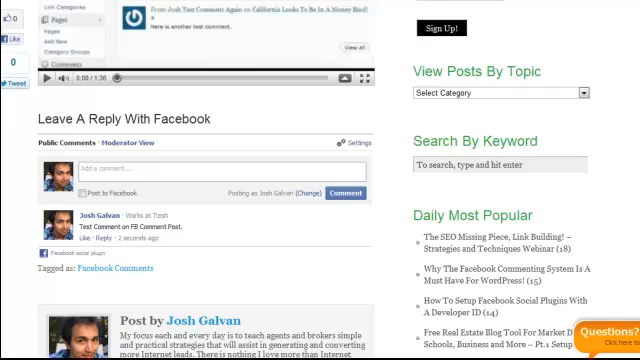 Link Categories
Pages
Pages
Add New
Category Groups
Comments
From Josh Test Comment Again on California Looks To Be In A Money Bind!
#
Here is another test comment.
View All
0:00 / 1:36
0
Like
0
Tweet
Leave A Reply With Facebook
Public Comments · Moderator View
Settings
Add a comment...
Post to Facebook
Posting as Josh Galvan (Change)
Comment
Josh Galvan · Works at Tizish
Test Comment on FB Comment Post.
Like · Reply · 2 seconds ago
Facebook social plugin
Tagged as: Facebook Comments
Post by Josh Galvan
My focus each and every day is to teach
agents and brokers simple
and practical strategies that will assist in generating and
converting more Internet leads. There is nothing I love more than Internet
Sign Up!
View Posts By Topic
Select Category
Search By Keyword
To search, type and hit enter
Daily Most Popular
The SEO Missing Piece, Link Building! –
Strategies and Techniques Webinar (18)
Why The Facebook Commenting System Is A
Must Have For WordPress! (15)
How To Setup Facebook Social Plugins With
A Developer ID (14)
Free Real Estate Blog Tool For Market D
Schools, Business and More – Pt.1 Setup
Questions?
Click here to